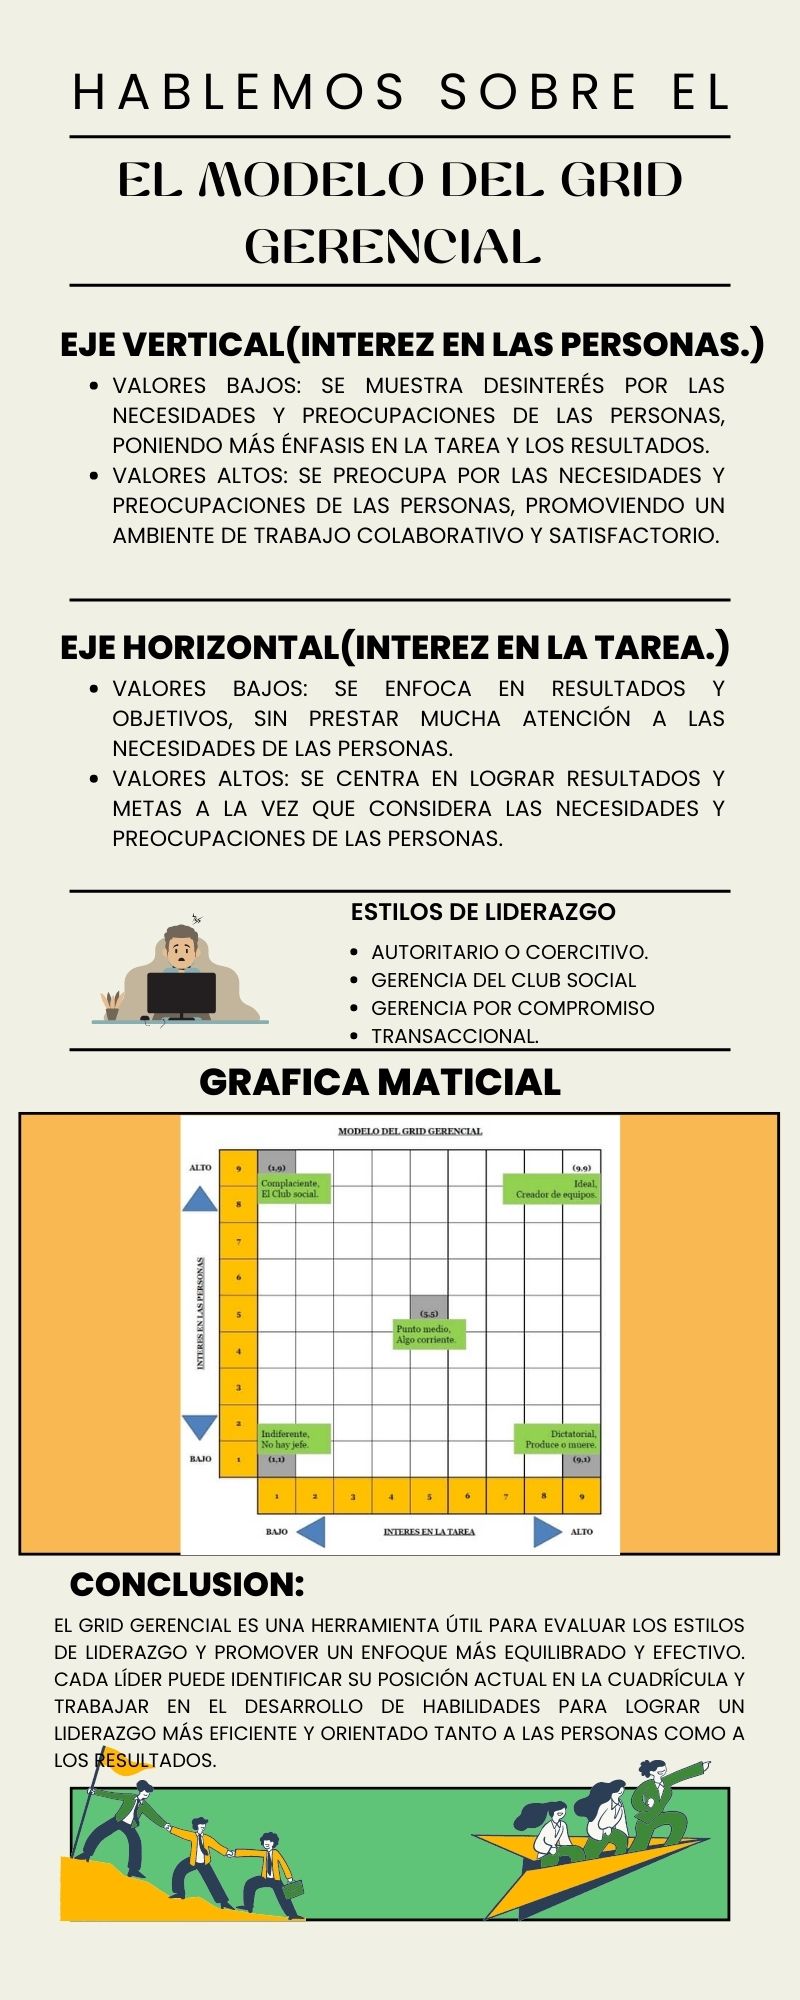 HABLEMOS SOBRE EL
EL MODELO DEL GRID
GERENCIAL
EJE VERTICAL(INTEREZ EN LAS PERSONAS.)
• VALORES BAJOS: SE MUESTRA DESINTERÉS POR LAS
NECESIDADES Y PREOCUPACIONES DE LAS PERSONAS,
PONIENDO MÁS ÉNFASIS EN LA TAREA Y LOS RESULTADOS.
• VALORES ALTOS: SE PREOCUPA POR LAS NECESIDADES Y
PREOCUPACIONES DE LAS PERSONAS, PROMOVIENDO UN
AMBIENTE DE TRABAJO COLABORATIVO Y SATISFACTORIO.
EJE HORIZONTAL(INTEREZ EN LA TAREA.)
• VALORES BAJOS: SE ENFOCA EN RESULTADOS Y
OBJETIVOS, SIN PRESTAR MUCHA ATENCIÓN A LAS
NECESIDADES DE LAS PERSONAS.
• VALORES ALTOS: SE CENTRA EN LOGRAR RESULTADOS Y
METAS A LA VEZ QUE CONSIDERA LAS NECESIDADES Y
PREOCUPACIONES DE LAS PERSONAS.
ESTILOS DE LIDERAZGO
• AUTORITARIO O COERCITIVO.
• GERENCIA DEL CLUB SOCIAL
• GERENCIA POR COMPROMISO
• TRANSACCIONAL.
GRAFICA MATICIAL
MODELO DEL GRID GERENCIAL
ALTO 9 (1,9) (9,9)
Complaciente,
El Club social.
Ideal,
Creador de equipos.
8
7
6
INTERES EN LAS PERSONAS
5 (5,5)
Punto medio,
Algo corriente.
4
3
2
Indiferente,
No hay jefe.
Dictatorial,
Produce o muere.
BAJO 1 (1,1) (9,1)
1 2 3 4 5 6 7 8 9
BAJO INTERES EN LA TAREA ALTO
CONCLUSION:
EL GRID GERENCIAL ES UNA HERRAMIENTA ÚTIL PARA EVALUAR LOS ESTILOS
DE LIDERAZGO Y PROMOVER UN ENFOQUE MÁS EQUILIBRADO Y EFECTIVO.
CADA LÍDER PUEDE IDENTIFICAR SU POSICIÓN ACTUAL EN LA CUADRÍCULA Y
TRABAJAR EN EL DESARROLLO DE HABILIDADES PARA LOGRAR UN
LIDERAZGO MÁS EFICIENTE Y ORIENTADO TANTO A LAS PERSONAS COMO A
LOS RESULTADOS.